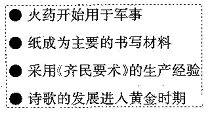 ● 火药开始用于军事
● 纸成为主要的书写材料
● 采用《齐民要术》的生产经验
● 诗歌的发展进入黄金时期